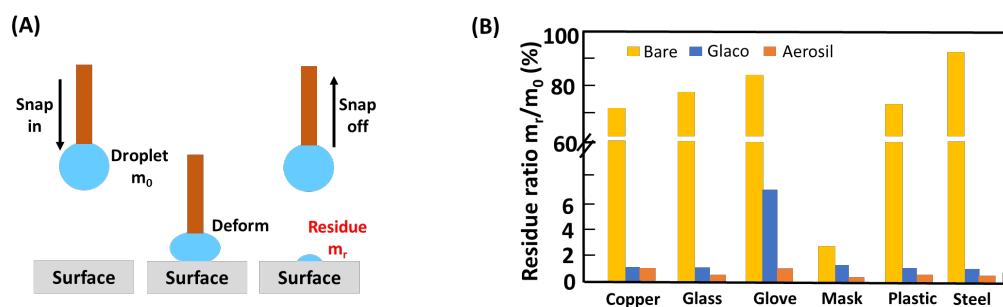 (A)
Snap
in
Droplet
m0
Deform
Snap
off
Residue
mr
Surface
Surface
Surface
(B)
Residue ratio mr/m0 (%)
100
80
60
6
4
2
0
Bare
Glaco
Aerosil
Copper
Glass
Glove
Mask
Plastic
Steel